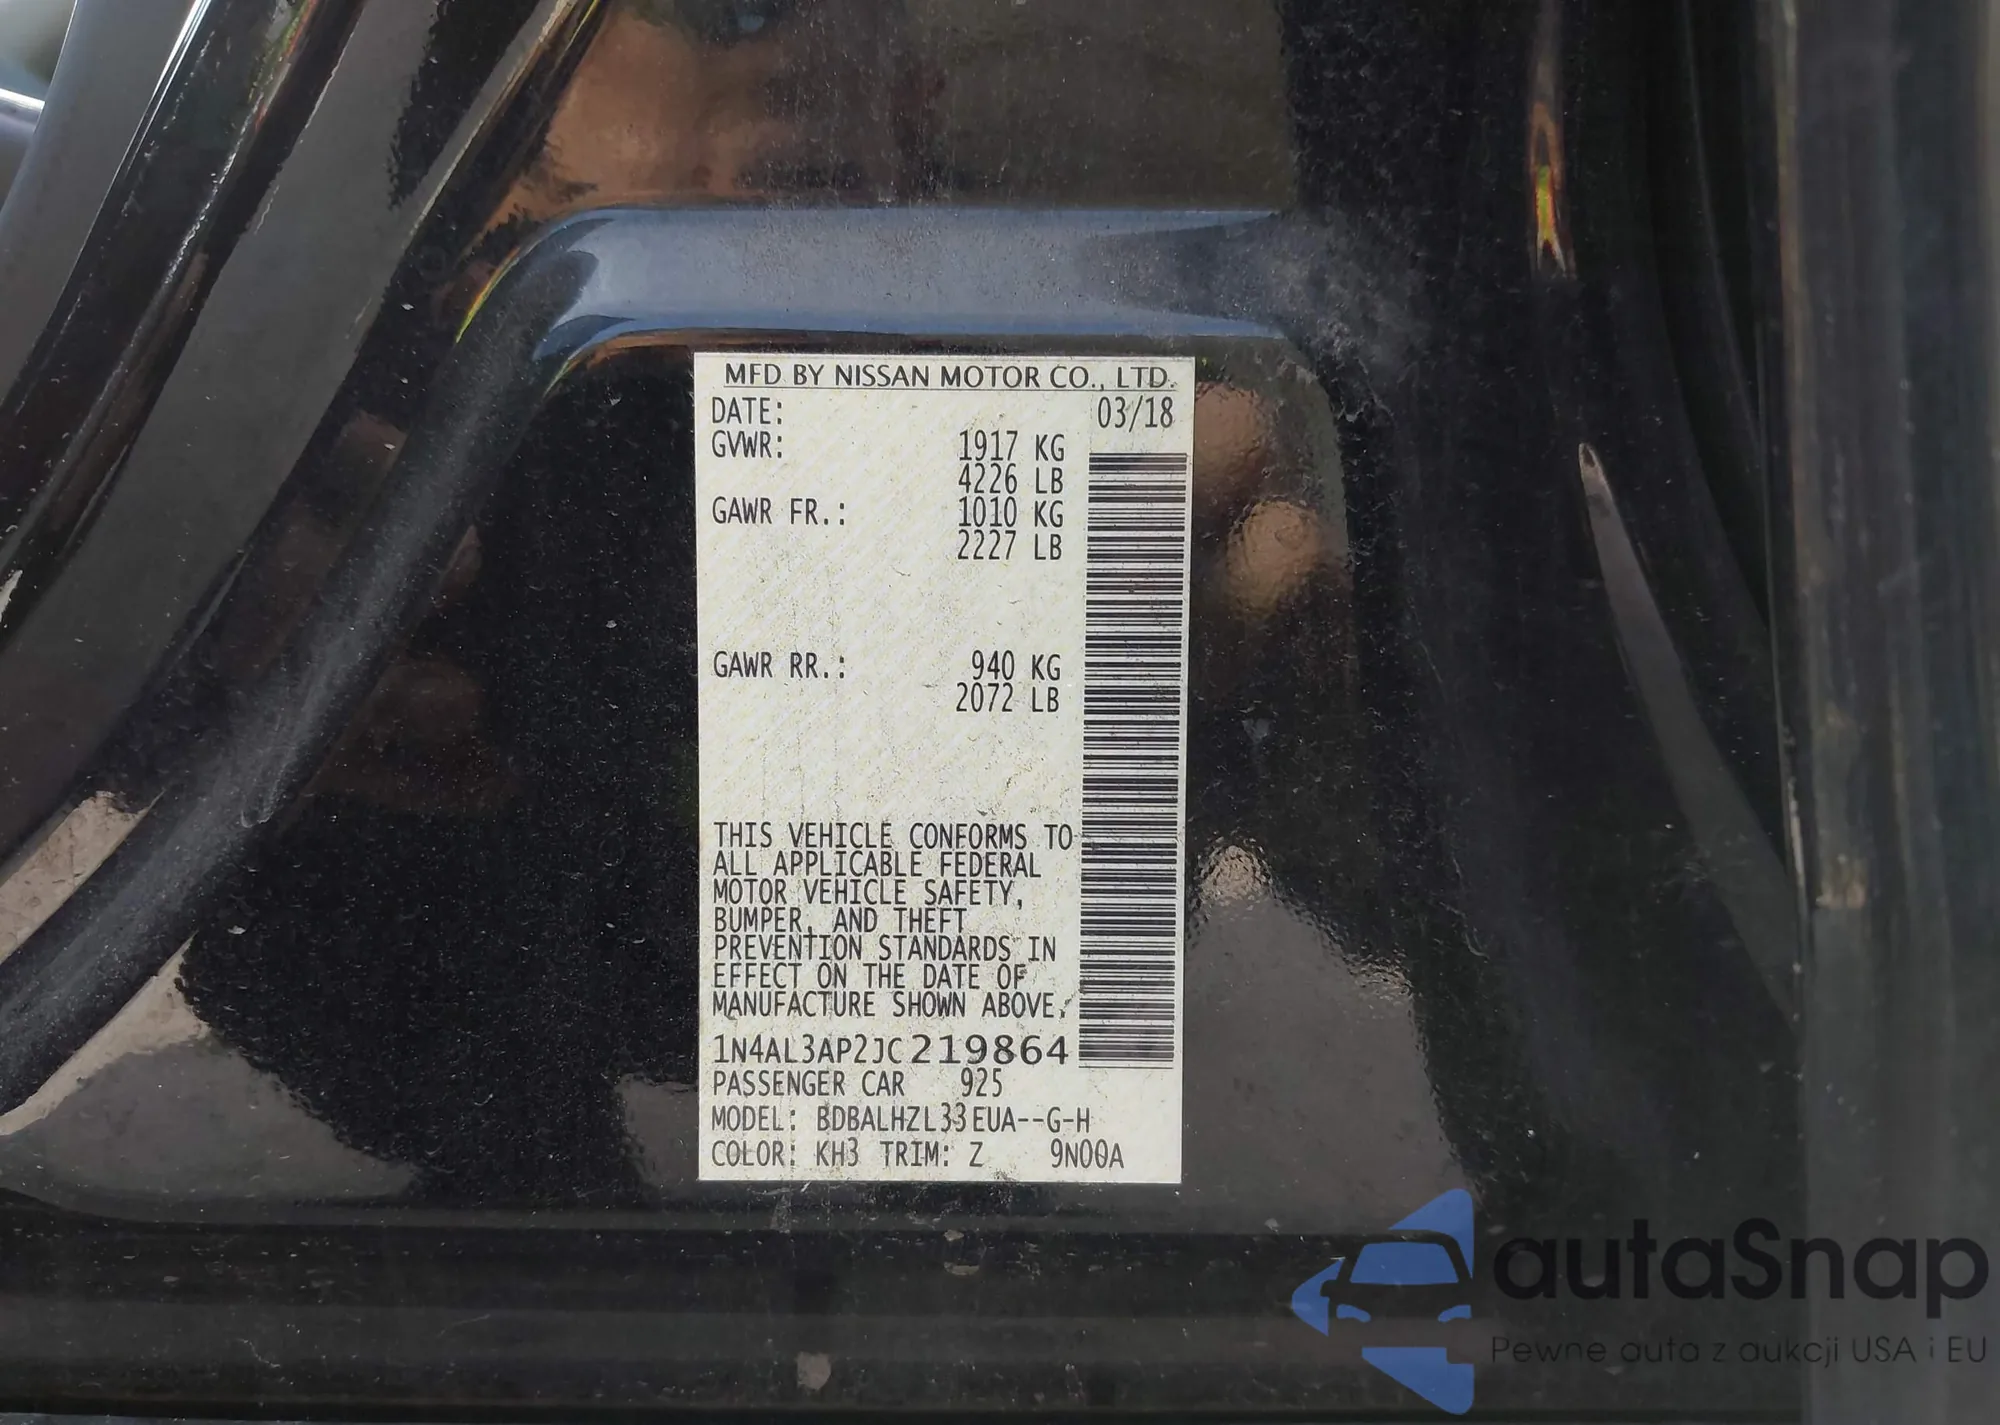 MFD BY NISSAN MOTOR CO., LTD.
DATE: 03/18
GVWR: 1917 KG
4226 LB
GAWR FR.: 1010 KG
2227 LB
GAWR RR.: 940 KG
2072 LB
THIS VEHICLE CONFORMS TO
ALL APPLICABLE FEDERAL
MOTOR VEHICLE SAFETY,
BUMPER, AND THEFT
PREVENTION STANDARDS IN
EFFECT ON THE DATE OF
MANUFACTURE SHOWN ABOVE.
1N4AL3AP2JC219864
PASSENGER CAR 925
MODEL: BDBALHZL33EUA--G-H
COLOR: KH3 TRIM: Z 9N00A
autaSnap
Pewne auta z aukcji USA i EU